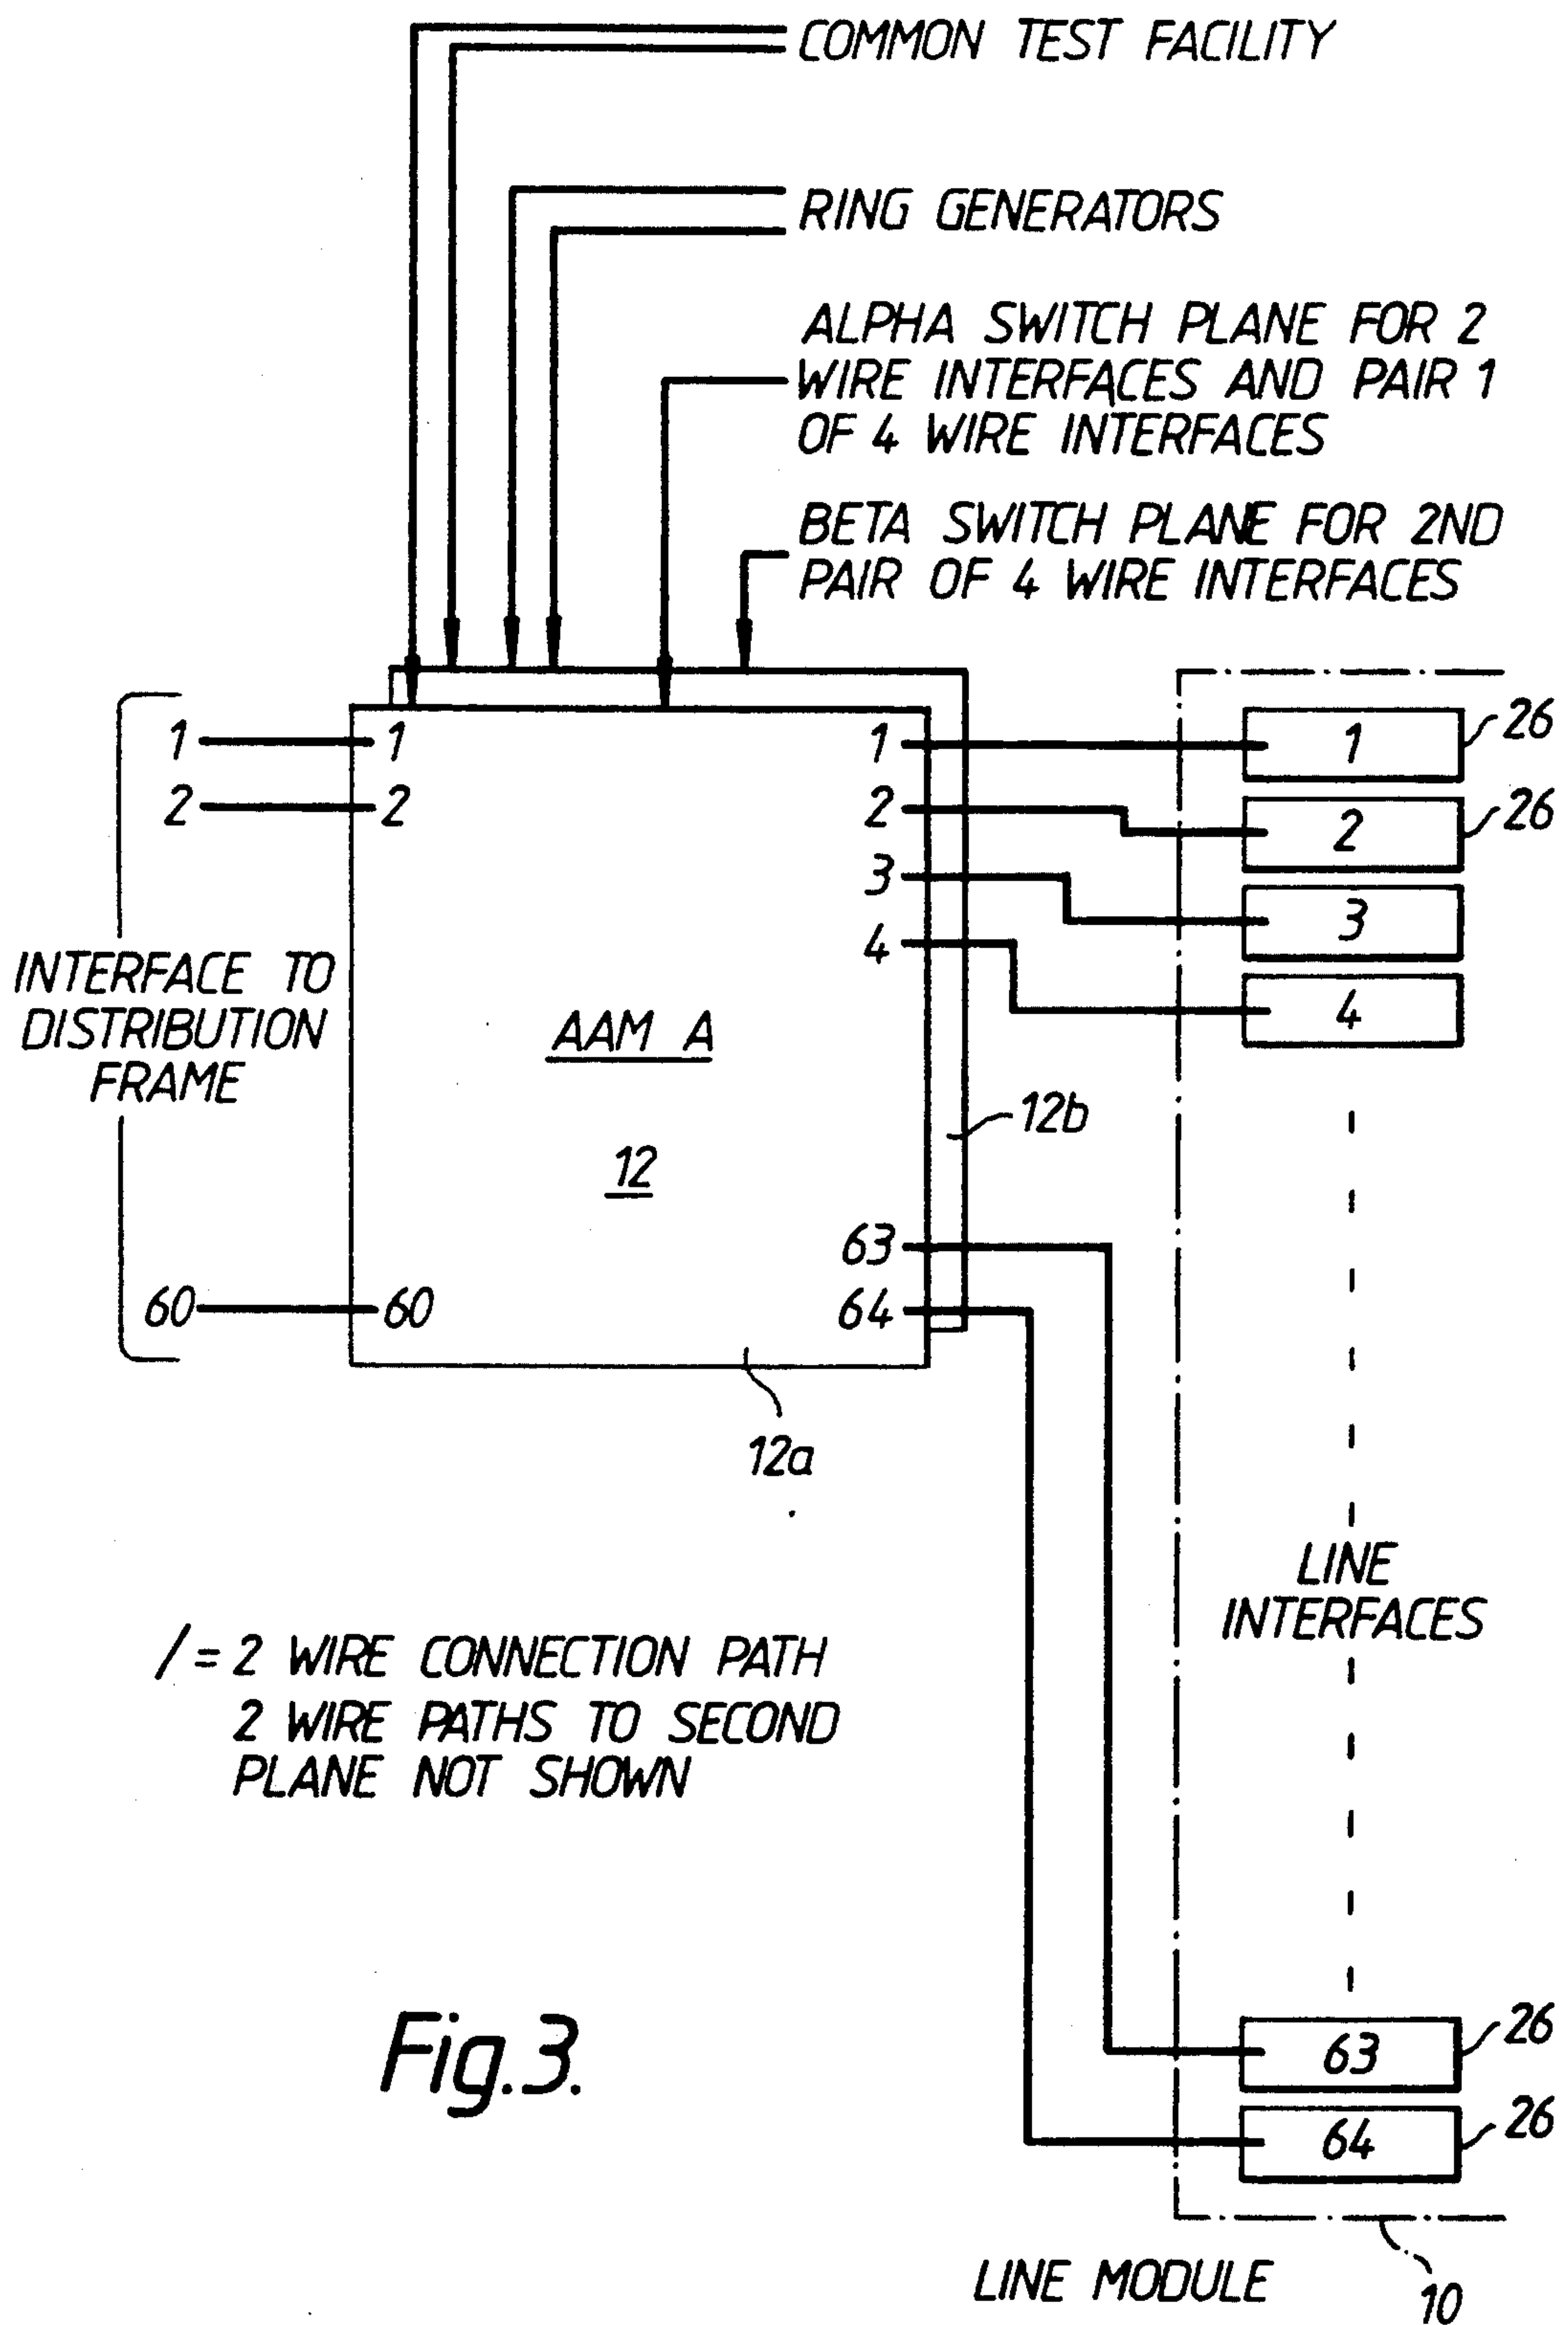 COMMON TEST FACILITY
RING GENERATORS
ALPHA SWITCH PLANE FOR 2
WIRE INTERFACES AND PAIR 1
OF 4 WIRE INTERFACES
BETA SWITCH PLANE FOR 2ND
PAIR OF 4 WIRE INTERFACES
1 1 1 1 26
2 2 2 2 26
3 3
4 4
INTERFACE TO
DISTRIBUTION
FRAME
AAM A
12
12b
63
60 60 64
12a
LINE
INTERFACES
/ = 2 WIRE CONNECTION PATH
2 WIRE PATHS TO SECOND
PLANE NOT SHOWN
63 26
64 26
Fig.3.
LINE MODULE
10